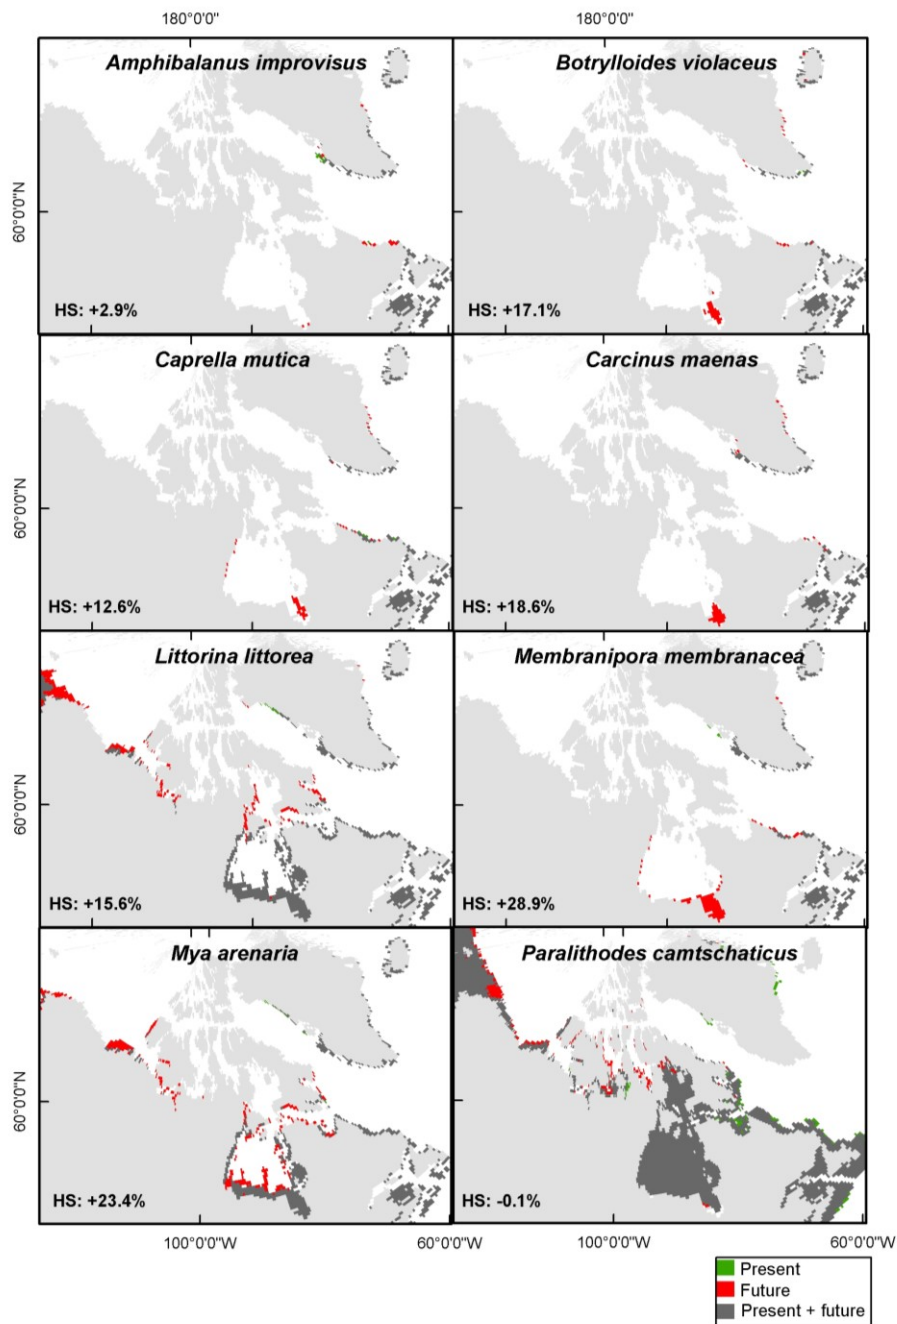 180°0'0"
180°0'0"
Amphibalanus improvisus
Botrylloides violaceus
60°0'0"N
HS: +2.9%
HS: +17.1%
Caprella mutica
Carcinus maenas
60°0'0"N
HS: +12.6%
HS: +18.6%
Littorina littorea
Membranipora membranacea
60°0'0"N
HS: +15.6%
HS: +28.9%
Mya arenaria
Paralithodes camtschaticus
60°0'0"N
HS: +23.4%
HS: -0.1%
100°0'0"W
60°0'0"W
100°0'0"W
60°0'0"W
Present
Future
Present + future